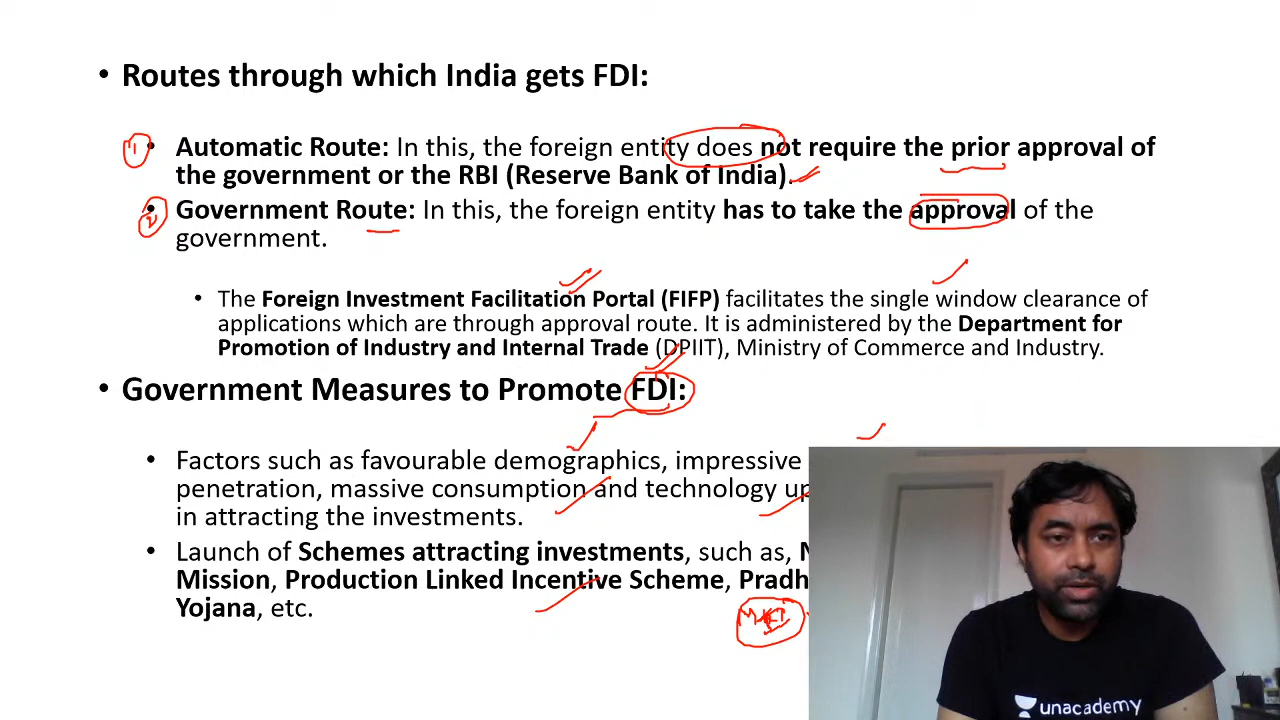 • Routes through which India gets FDI:
1 • Automatic Route: In this, the foreign entity does not require the prior approval of
the government or the RBI (Reserve Bank of India).
2 • Government Route: In this, the foreign entity has to take the approval of the
government.
• The Foreign Investment Facilitation Portal (FIFP) facilitates the single window clearance of
applications which are through approval route. It is administered by the Department for
Promotion of Industry and Internal Trade (DPIIT), Ministry of Commerce and Industry.
• Government Measures to Promote FDI:
• Factors such as favourable demographics, impressive
penetration, massive consumption and technology
in attracting the investments.
• Launch of Schemes attracting investments, such as,
Mission, Production Linked Incentive Scheme,
Yojana, etc.
unacademy